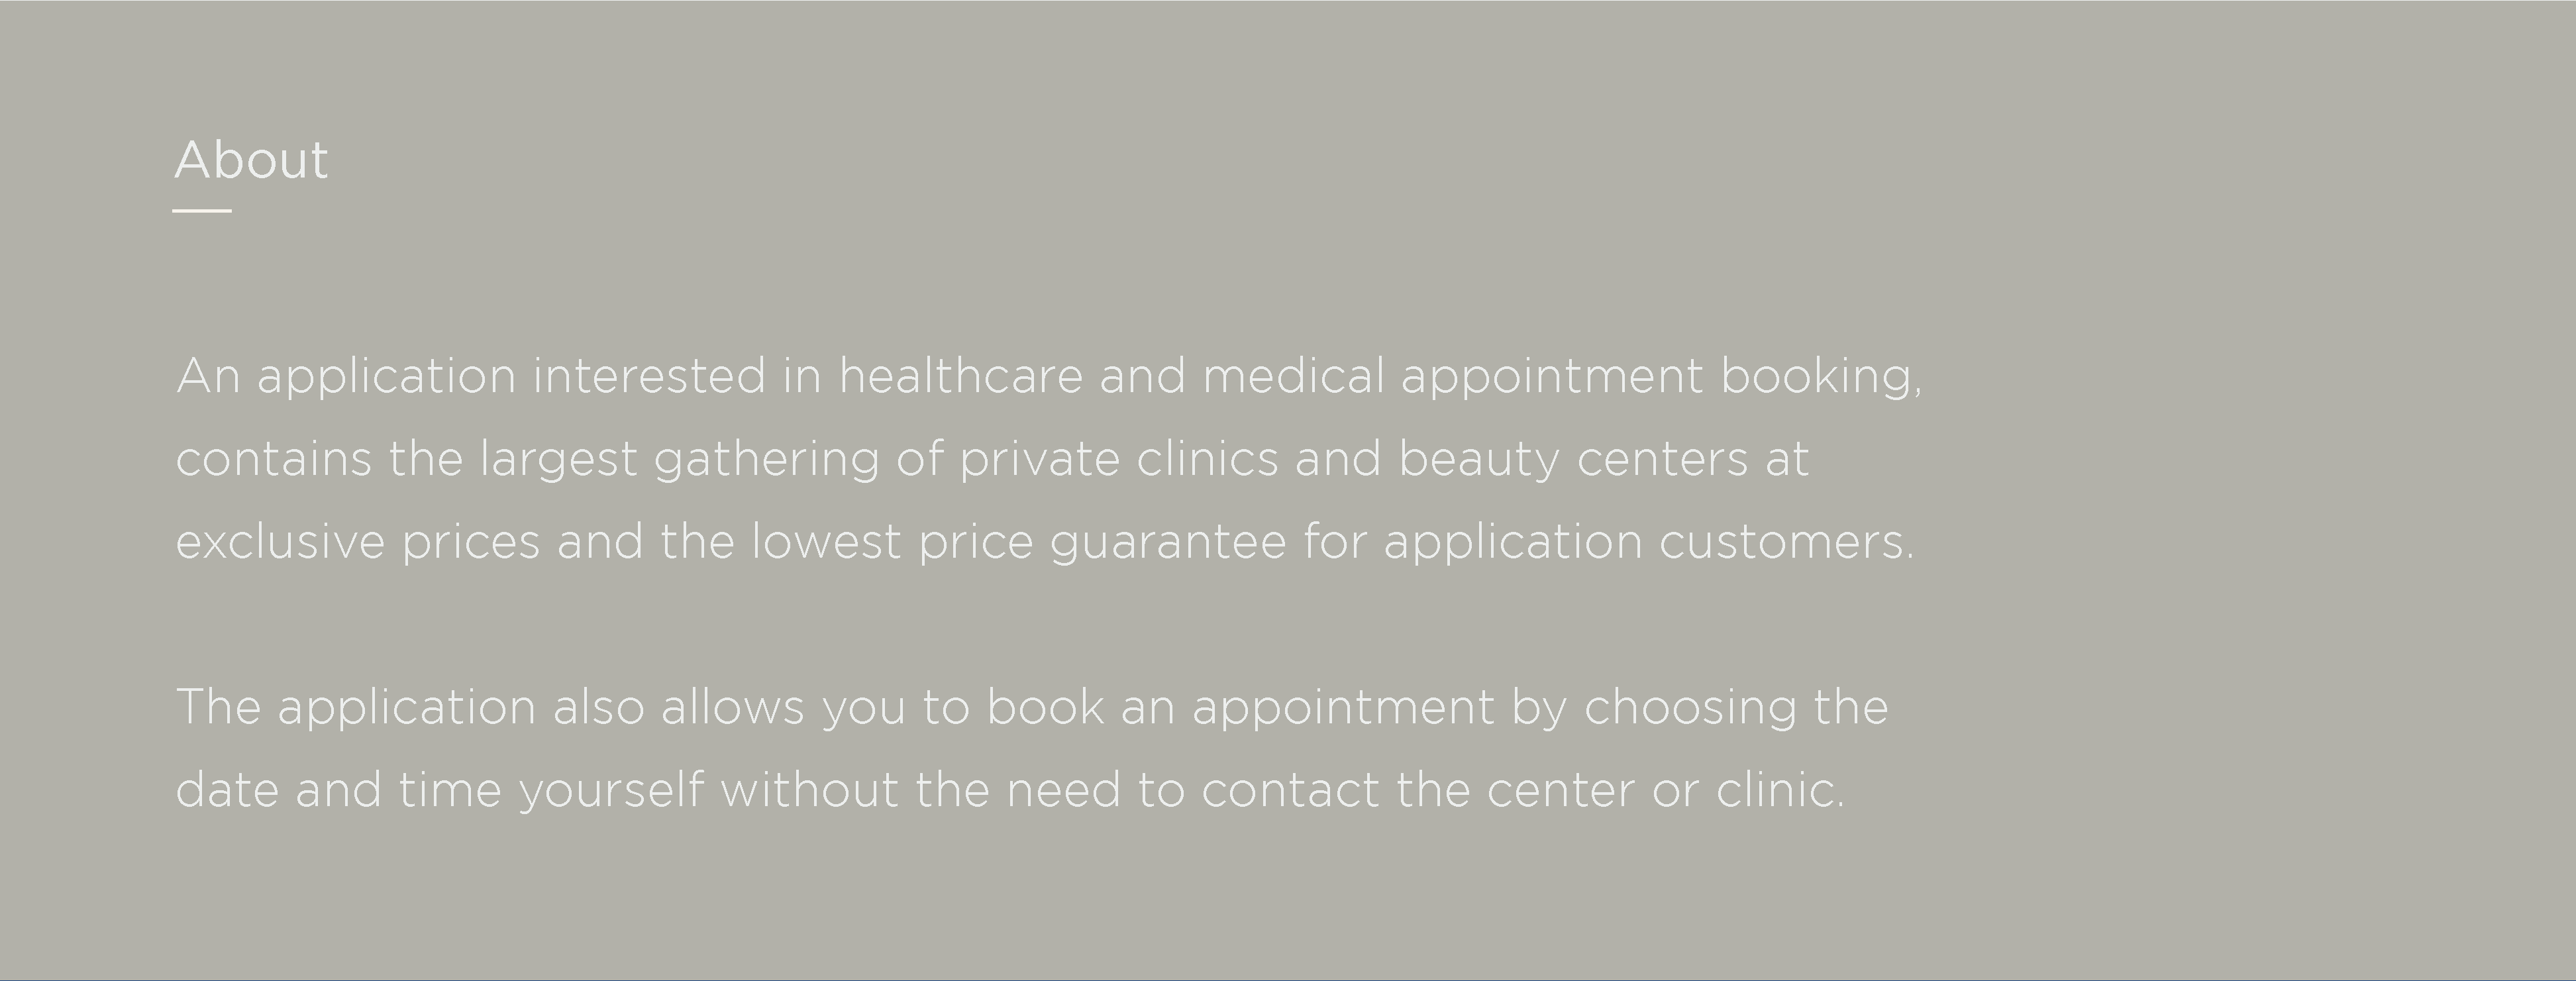 About
An application interested in healthcare and medical appointment booking,
contains the largest gathering of private clinics and beauty centers at
exclusive prices and the lowest price guarantee for application customers.
The application also allows you to book an appointment by choosing the
date and time yourself without the need to contact the center or clinic.